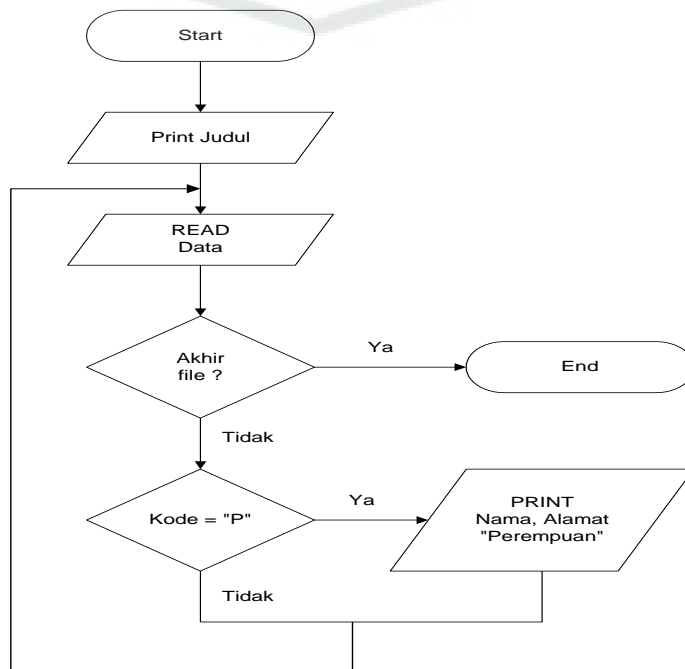 Start
Print Judul
READ
Data
Akhir
file ?
Ya
End
Tidak
Kode = "P"
Ya
PRINT
Nama, Alamat
"Perempuan"
Tidak